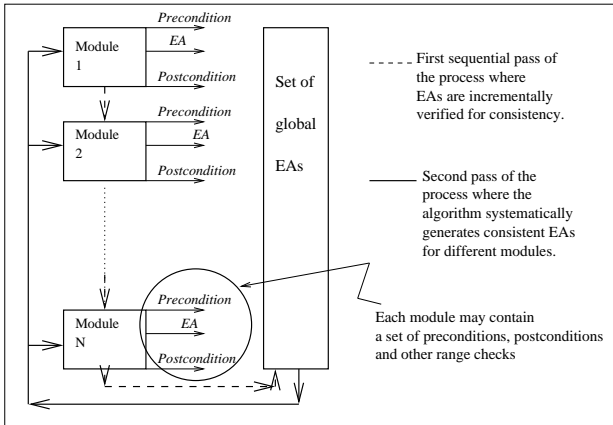 Precondition
Module
1
EA
Postcondition
Precondition
Module
2
EA
Postcondition
Precondition
Module
N
EA
Postcondition
Set of
global
EAs
First sequential pass of
the process where
EAs are incrementally
verified for consistency.
Second pass of the
process where the
algorithm systematically
generates consistent EAs
for different modules.
Each module may contain
a set of preconditions, postconditions
and other range checks